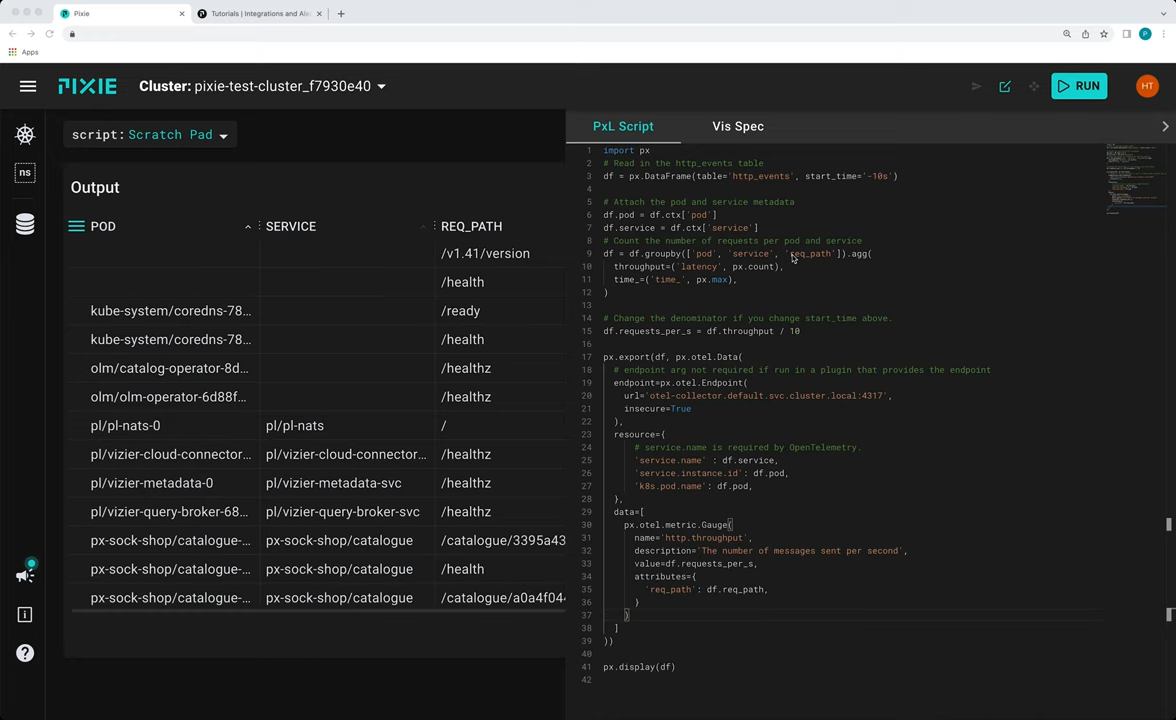 Pixie
Tutorials | Integrations and Ale
Apps
P
PIXIE
Cluster: pixie-test-cluster_f7930e40
RUN
HT
script: Scratch Pad
ns
Output
POD SERVICE REQ_PATH
/v1.41/version
/health
kube-system/coredns-78... /ready
kube-system/coredns-78... /health
olm/catalog-operator-8d... /healthz
olm/olm-operator-6d88f... /healthz
pl/pl-nats-0 pl/pl-nats /
pl/vizier-cloud-connector... pl/vizier-cloud-connector... /healthz
pl/vizier-metadata-0 pl/vizier-metadata-svc /healthz
pl/vizier-query-broker-68... pl/vizier-query-broker-svc /healthz
px-sock-shop/catalogue-... px-sock-shop/catalogue /catalogue/3395a43
px-sock-shop/catalogue-... px-sock-shop/catalogue /health
px-sock-shop/catalogue-... px-sock-shop/catalogue /catalogue/a0a4f044
PxL Script Vis Spec
1 import px
2 # Read in the http_events table
3 df = px.DataFrame(table='http_events', start_time='-10s')
4
5 # Attach the pod and service metadata
6 df.pod = df.ctx['pod']
7 df.service = df.ctx['service']
8 # Count the number of requests per pod and service
9 df = df.groupby(['pod', 'service', 'req_path']).agg(
10 throughput=('latency', px.count),
11 time_=('time_', px.max),
12 )
13
14 # Change the denominator if you change start_time above.
15 df.requests_per_s = df.throughput / 10
16
17 px.export(df, px.otel.Data(
18 # endpoint arg not required if run in a plugin that provides the endpoint
19 endpoint=px.otel.Endpoint(
20 url='otel-collector.default.svc.cluster.local:4317',
21 insecure=True
22 ),
23 resource={
24 # service.name is required by OpenTelemetry.
25 'service.name' : df.service,
26 'service.instance.id': df.pod,
27 'k8s.pod.name': df.pod,
28 },
29 data=[
30 px.otel.metric.Gauge(
31 name='http.throughput',
32 description='The number of messages sent per second',
33 value=df.requests_per_s,
34 attributes={
35 'req_path': df.req_path,
36 }
37 )
38 ]
39 ))
40
41 px.display(df)
42